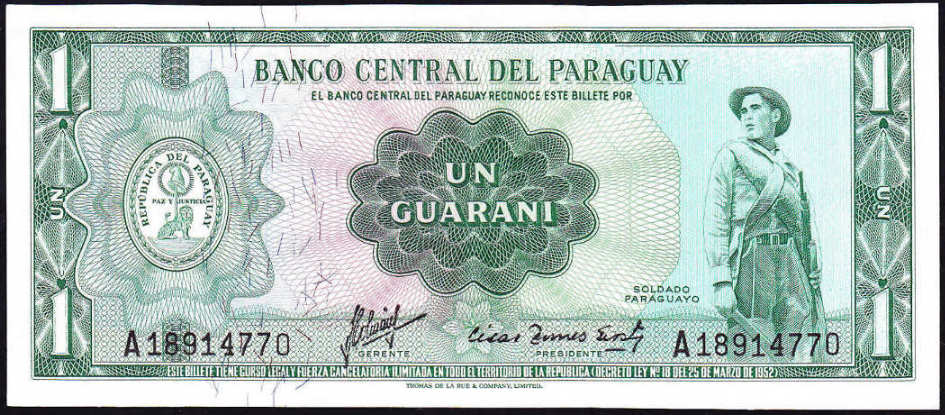 1
1
BANCO CENTRAL DEL PARAGUAY
EL BANCO CENTRAL DEL PARAGUAY RECONOCE ESTE BILLETE POR
REPÚBLICA DEL PARAGUAY
PAZ Y JUSTICIA
UN
UN
GUARANI
UN
SOLDADO
PARAGUAYO
A18914770
GERENTE
PRESIDENTE
A18914770
1
1
ESTE BILLETE TIENE CURSO LEGAL Y FUERZA CANCELATORIA ILIMITADA EN TODO EL TERRITORIO DE LA REPUBLICA (DECRETO LEY Nº 18 DEL 25 DE MARZO DE 1952)
THOMAS DE LA RUE & COMPANY, LIMITED.